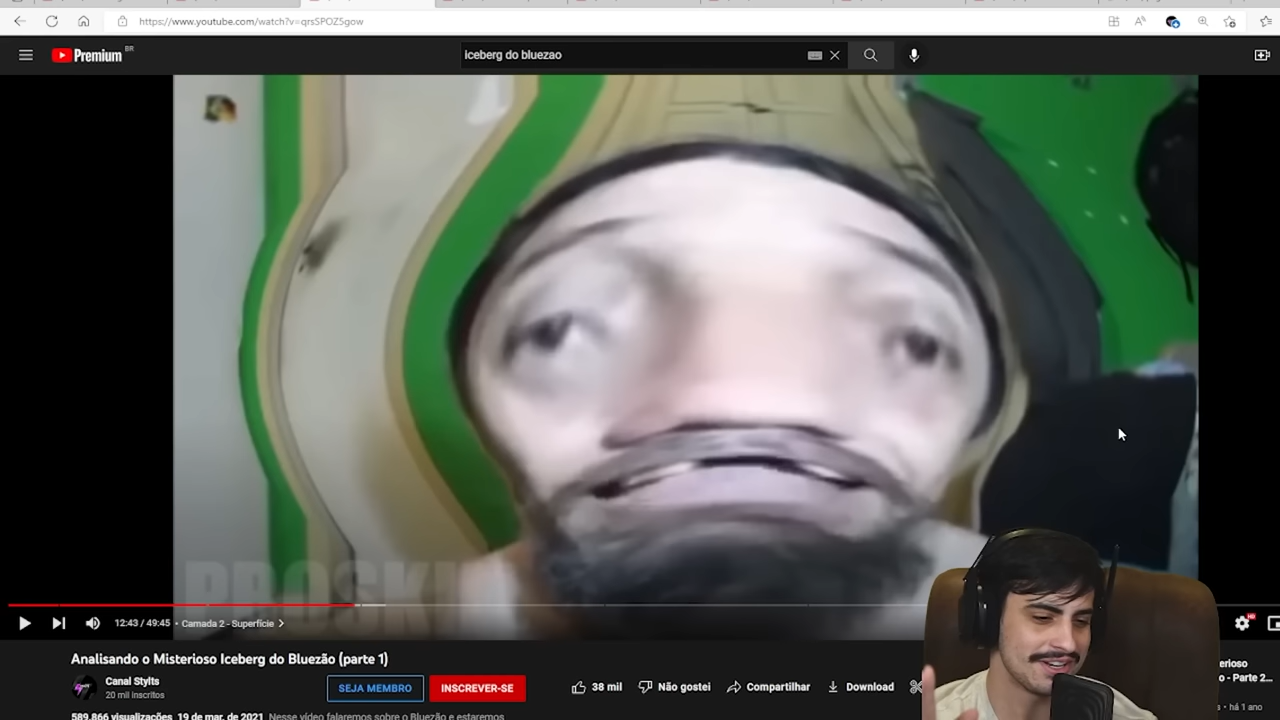 https://www.youtube.com/watch?v=qrsSPOZ5gow
Premium BR
iceberg do bluezao
PROSKI
12:43 / 49:45 • Camada 2 - Superfície
HD
Analisando o Misterioso Iceberg do Bluezão (parte 1)
Canal Stylts
20 mil inscritos
SEJA MEMBRO
INSCREVER-SE
38 mil
Não gostei
Compartilhar
Download
erioso
o - Parte 2...
s • há 1 ano
589.866 visualizações 19 de mar. de 2021 Nesse vídeo falaremos sobre o Bluezão e estaremos